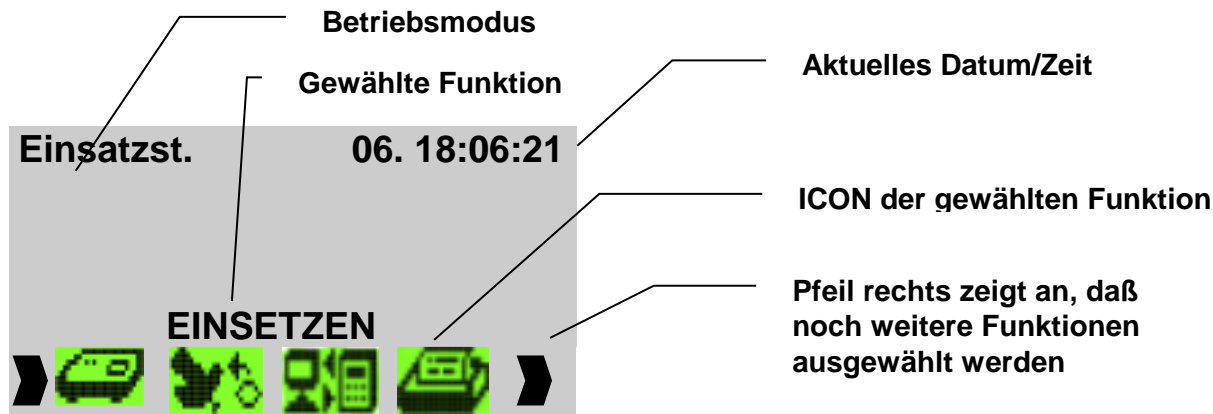 Betriebsmodus
Gewählte Funktion
Aktuelles Datum/Zeit
Einsatzst. 06. 18:06:21
ICON der gewählten Funktion
Pfeil rechts zeigt an, daß
noch weitere Funktionen
ausgewählt werden
EINSETZEN